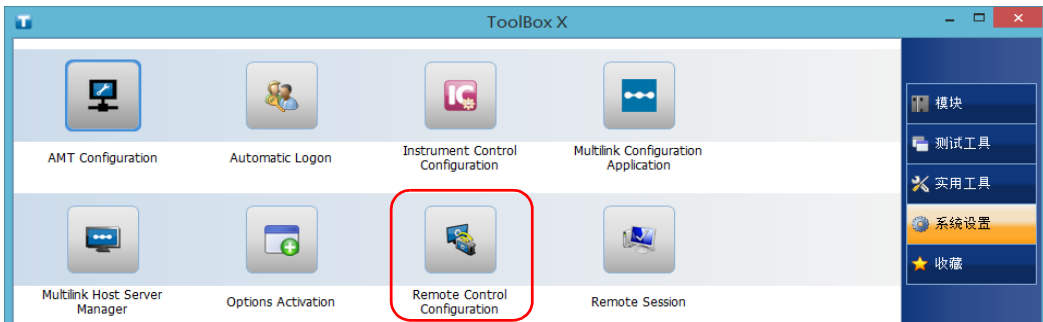 ToolBox X
AMT Configuration
Automatic Logon
Instrument Control
Configuration
Multilink Configuration
Application
Multilink Host Server
Manager
Options Activation
Remote Control
Configuration
Remote Session
模块
测试工具
实用工具
系统设置
收藏